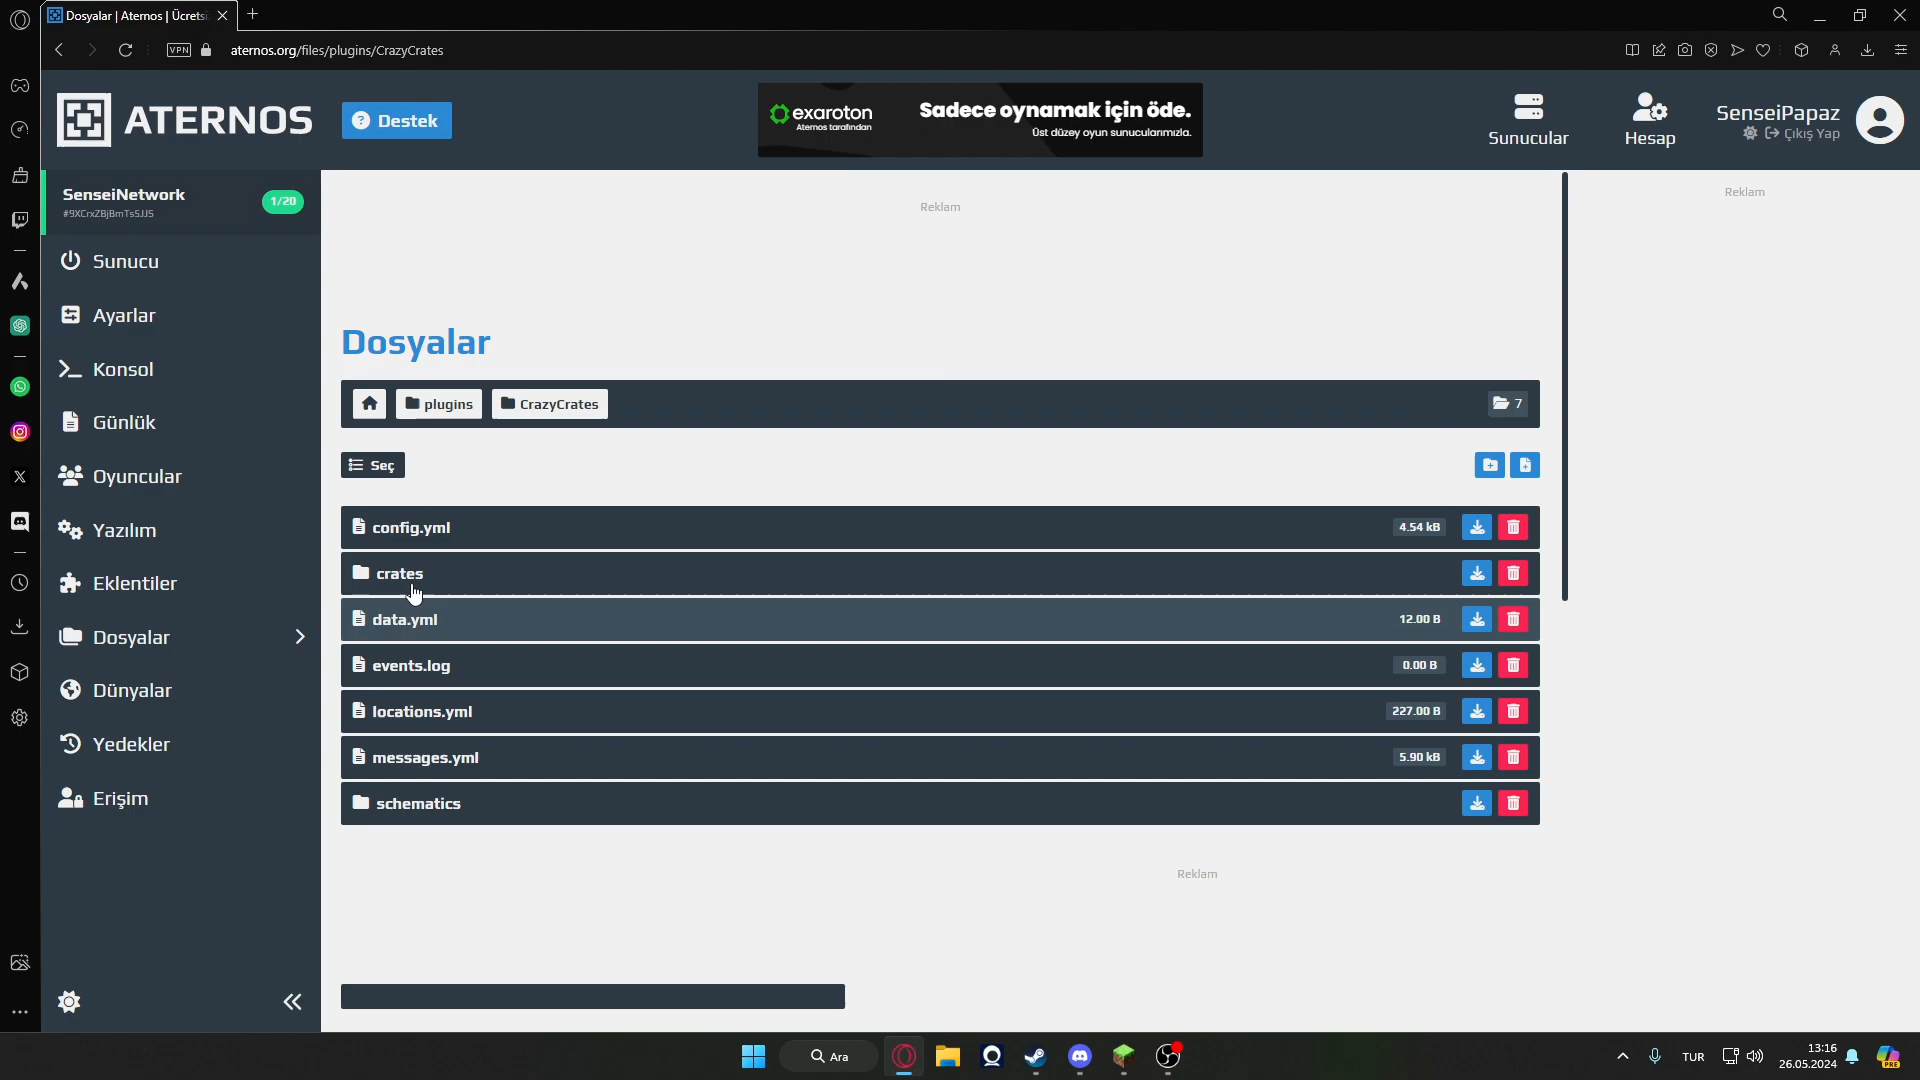 Dosyalar | Aternos | Ücretsi
VPN
aternos.org/files/plugins/CrazyCrates
ATERNOS
Destek
exaroton
Aternos tarafından
Sadece oynamak için öde.
Üst düzey oyun sunucularımızla.
Sunucular
Hesap
SenseiPapaz
Çıkış Yap
SenseiNetwork
#9XCrxZBjBmTs5JJS
1/20
Sunucu
Ayarlar
Konsol
Günlük
Oyuncular
Yazılım
Eklentiler
Dosyalar
Dünyalar
Yedekler
Erişim
Reklam
Reklam
Dosyalar
plugins
CrazyCrates
7
Seç
config.yml
4.54 kB
crates
data.yml
12.00 B
events.log
0.00 B
locations.yml
227.00 B
messages.yml
5.90 kB
schematics
Reklam
Ara
TUR
13:16
26.05.2024
PRE